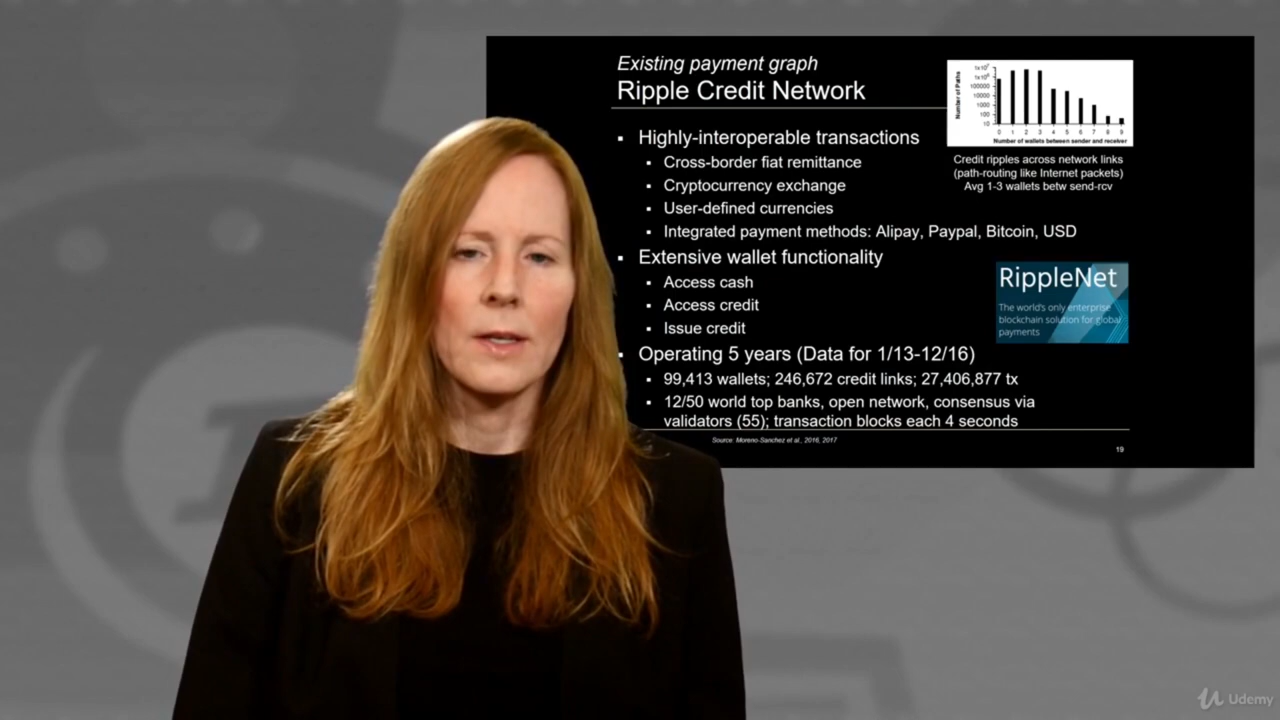 Existing payment graph
Ripple Credit Network
Highly-interoperable transactions
Cross-border fiat remittance
Cryptocurrency exchange
User-defined currencies
Integrated payment methods: Alipay, Paypal, Bitcoin, USD
Extensive wallet functionality
Access cash
Access credit
Issue credit
Operating 5 years (Data for 1/13-12/16)
99,413 wallets; 246,672 credit links; 27,406,877 tx
12/50 world top banks, open network, consensus via
validators (55); transaction blocks each 4 seconds
Source: Moreno-Sanchez et al., 2016, 2017
19
Number of Paths
100000
10000
1000
100
10
0 1 2 3 4 5 6 7 8 9
Number of wallets between sender and receiver
Credit ripples across network links
(path-routing like Internet packets)
Avg 1-3 wallets betw send-rcv
RippleNet
The world's only enterprise
blockchain solution for global
payments
Udemy